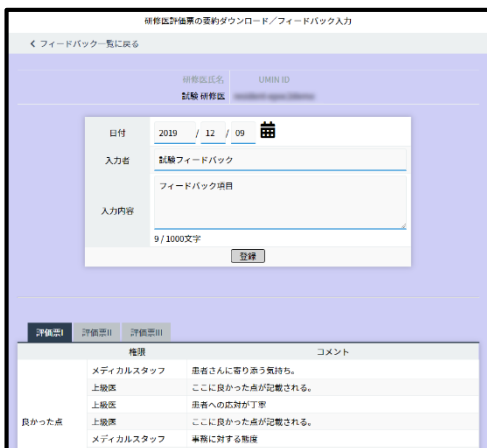 研修医評価票の要約ダウンロード／フィードバック入力
フィードバック一覧に戻る
研修医氏名 UMIN ID
試験 研修医
日付 2019 / 12 / 09
入力者 試験フィードバック
入力内容 フィードバック項目
9 / 1000文字
登録
評価票I 評価票II 評価票III
権限 コメント
メディカルスタッフ 患者さんに寄り添う気持ち。
上級医 ここに良かった点が記載される。
上級医 患者への応対が丁寧
良かった点 上級医 ここに良かった点が記載される。
メディカルスタッフ 事務に対する態度